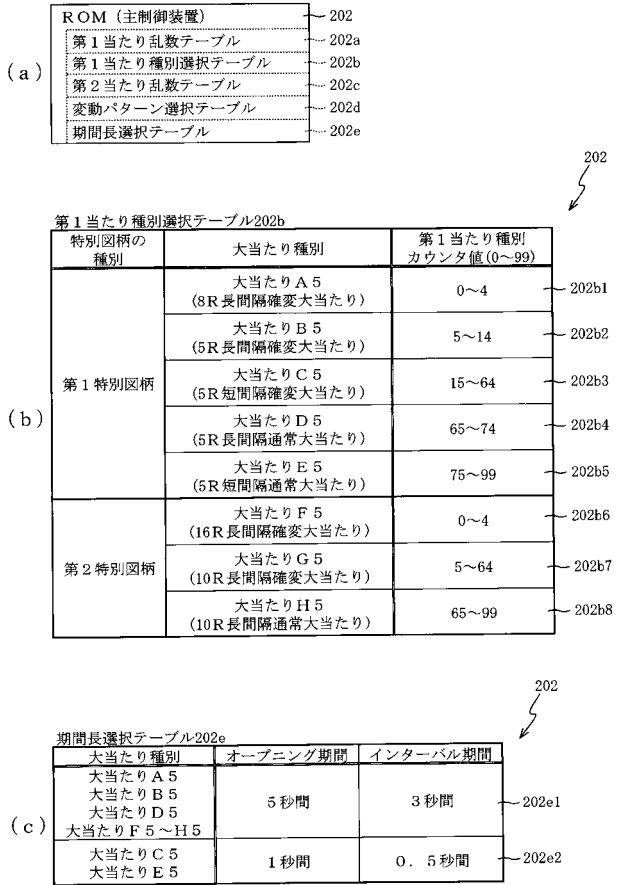 (a)
ROM(主制御装置) 202
第1当たり乱数テーブル 202a
第1当たり種別選択テーブル 202b
第2当たり乱数テーブル 202c
変動パターン選択テーブル 202d
期間長選択テーブル 202e
202
(b)
第1当たり種別選択テーブル202b
特別図柄の種別 大当たり種別 第1当たり種別カウンタ値(0～99)
第1特別図柄
大当たりA5
(8R長間隔確変大当たり) 0～4 202b1
大当たりB5
(5R長間隔確変大当たり) 5～14 202b2
大当たりC5
(5R短間隔確変大当たり) 15～64 202b3
大当たりD5
(5R長間隔通常大当たり) 65～74 202b4
大当たりE5
(5R短間隔通常大当たり) 75～99 202b5
第2特別図柄
大当たりF5
(16R長間隔確変大当たり) 0～4 202b6
大当たりG5
(10R長間隔確変大当たり) 5～64 202b7
大当たりH5
(10R長間隔通常大当たり) 65～99 202b8
202
(c)
期間長選択テーブル202e
大当たり種別 オープニング期間 インターバル期間
大当たりA5
大当たりB5
大当たりD5
大当たりF5～H5
5秒間 3秒間 202e1
大当たりC5
大当たりE5
1秒間 0．5秒間 202e2